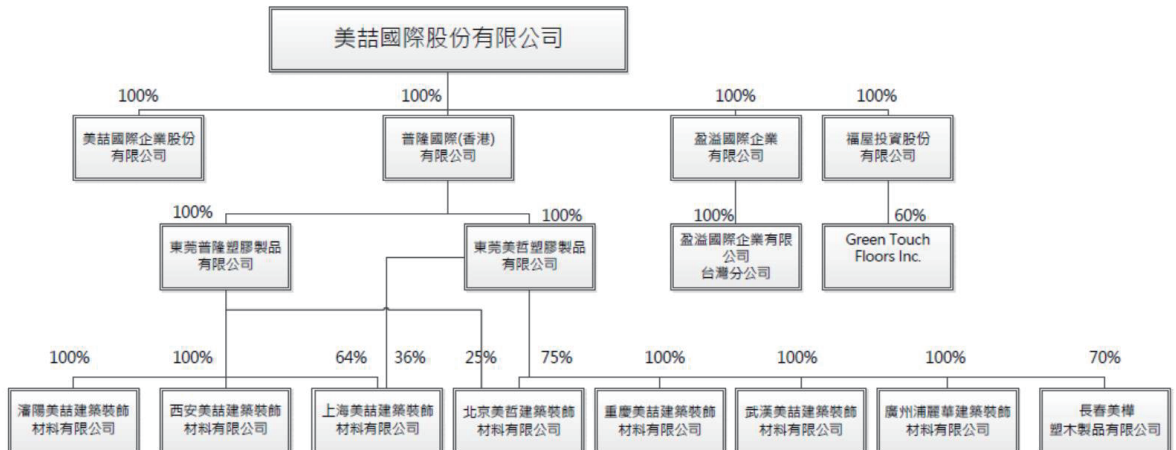 美喆國際股份有限公司
100%
100%
100%
100%
美喆國際企業股份
有限公司
普隆國際(香港)
有限公司
盈溢國際企業
有限公司
福屋投資股份
有限公司
100%
100%
100%
60%
東莞普隆塑膠製品
有限公司
東莞美哲塑膠製品
有限公司
盈溢國際企業有限
公司
台灣分公司
Green Touch
Floors Inc.
100%
100%
64%
36%
25%
75%
100%
100%
100%
70%
瀋陽美喆建築裝飾
材料有限公司
西安美喆建築裝飾
材料有限公司
上海美喆建築裝飾
材料有限公司
北京美哲建築裝飾
材料有限公司
重慶美喆建築裝飾
材料有限公司
武漢美喆建築裝飾
材料有限公司
廣州浦麗華建築裝飾
材料有限公司
長春美樺
塑木製品有限公司